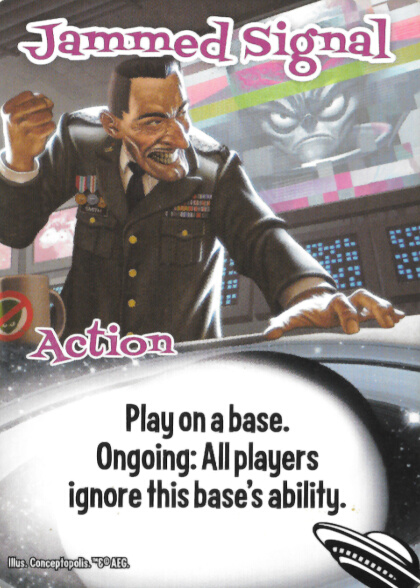 Jammed Signal
Action
Play on a base.
Ongoing: All players
ignore this base's ability.
Illus. Conceptopolis. ™&©AEG.